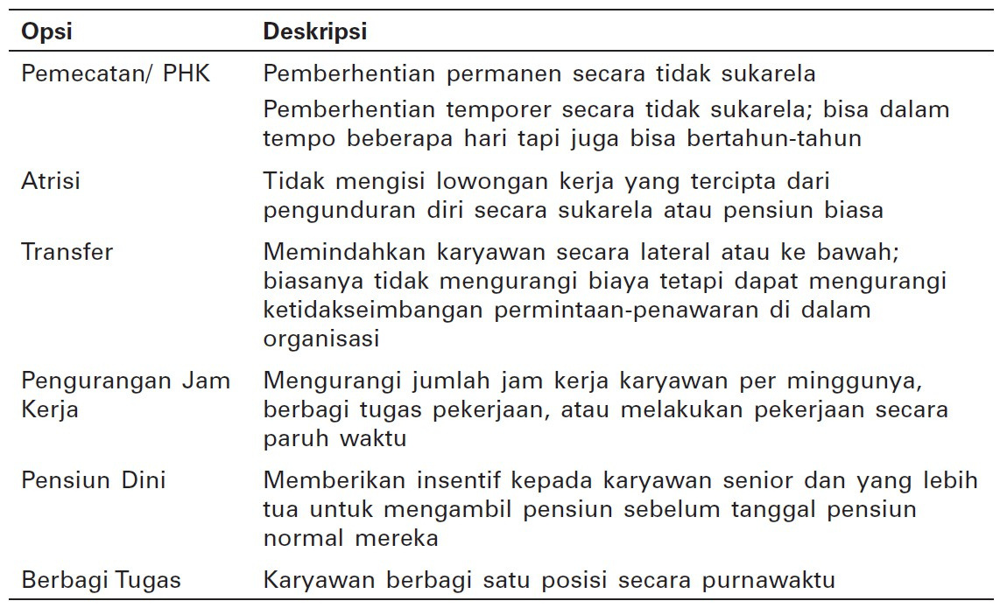 Opsi Deskripsi
Pemecatan/ PHK Pemberhentian permanen secara tidak sukarela
Pemberhentian temporer secara tidak sukarela; bisa dalam
tempo beberapa hari tapi juga bisa bertahun-tahun
Atrisi Tidak mengisi lowongan kerja yang tercipta dari
pengunduran diri secara sukarela atau pensiun biasa
Transfer Memindahkan karyawan secara lateral atau ke bawah;
biasanya tidak mengurangi biaya tetapi dapat mengurangi
ketidakseimbangan permintaan-penawaran di dalam
organisasi
Pengurangan Jam Mengurangi jumlah jam kerja karyawan per minggunya,
Kerja berbagi tugas pekerjaan, atau melakukan pekerjaan secara
paruh waktu
Pensiun Dini Memberikan insentif kepada karyawan senior dan yang lebih
tua untuk mengambil pensiun sebelum tanggal pensiun
normal mereka
Berbagi Tugas Karyawan berbagi satu posisi secara purnawaktu